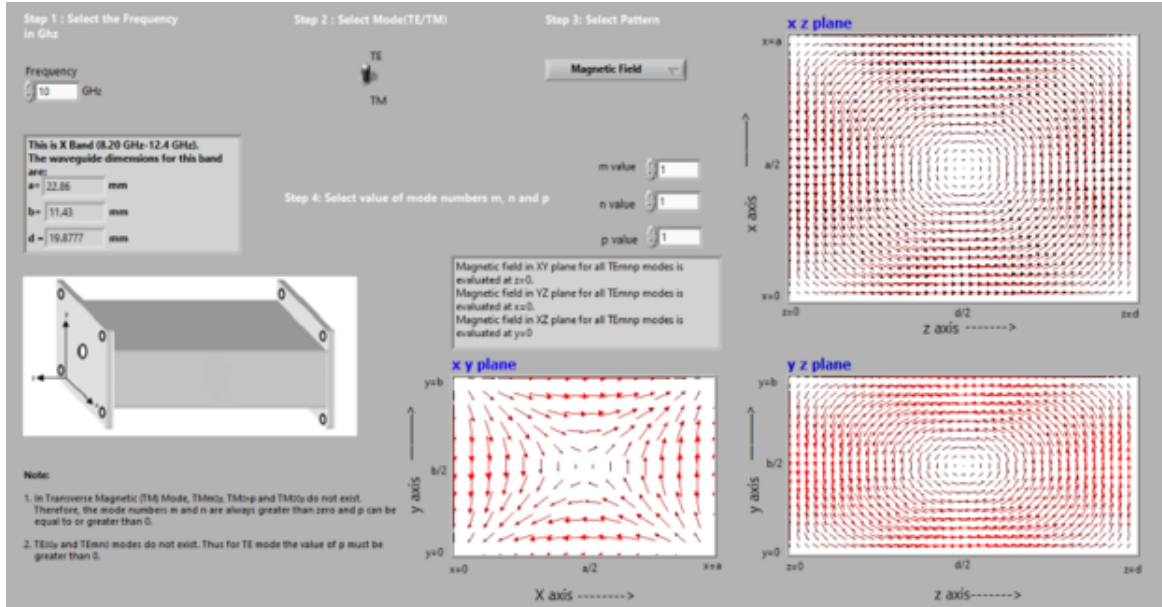 Step 1 : Select the Frequency
in Ghz
Step 2 : Select Mode(TE/TM)
Step 3: Select Pattern
Frequency
10 GHz
TE
TM
Magnetic Field
This is X Band (8.20 GHz-12.4 GHz).
The waveguide dimensions for this band
are:
a= 22.86 mm
b= 11.43 mm
d = 19.8777 mm
Step 4: Select value of mode numbers m, n and p
m value 1
n value 1
p value 1
Magnetic field in XY plane for all TEmnp modes is
evaluated at z=0.
Magnetic field in YZ plane for all TEmnp modes is
evaluated at x=0.
Magnetic field in XZ plane for all TEmnp modes is
evaluated at y=0
x z plane
x=a
a/2
x=0
x axis ------>
z=0
d/2
z=d
z axis ------->
x y plane
y=b
b/2
y=0
y axis ------>
x=0
a/2
x=a
X axis -------->
y z plane
y=b
b/2
y=0
y axis ------>
z=0
d/2
z=d
z axis------->
Note:
1. In Transverse Magnetic (TM) Mode, and do not exist.
Therefore, the mode numbers m and n are always greater than zero and p can be
equal to or greater than 0.
2. and modes do not exist. Thus for TE mode the value of p must be
greater than 0.